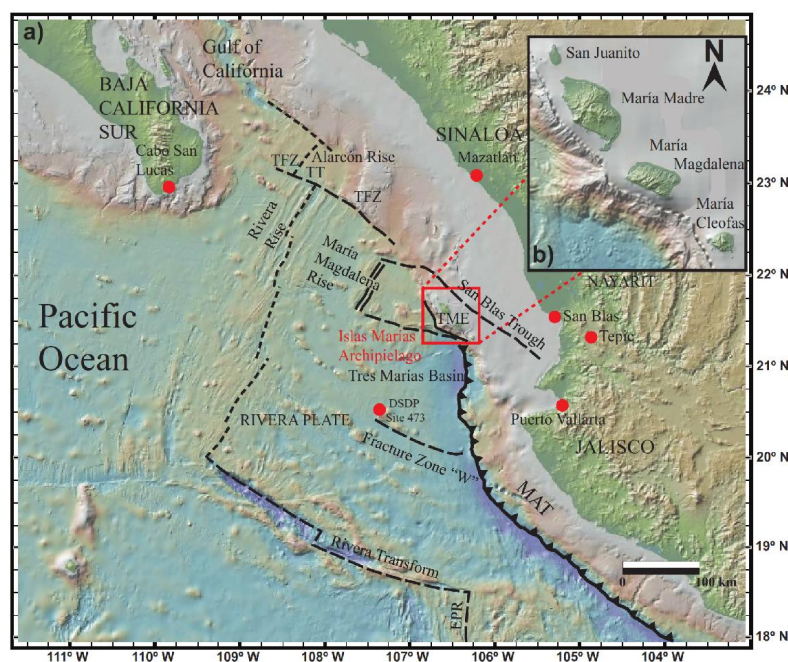 a)
Gulf of
California
BAJA
CALIFORNIA
SUR
Cabo San
Lucas
TFZ
TT
Alarcón Rise
TFZ
SINALOA
Mazatlán
Rivera
Rise
María
Magdalena
Rise
San Blas Trough
TME
Islas Marías
Archipielago
Tres Marías Basin
Pacific
Ocean
RIVERA PLATE
DSDP
Site 473
Fracture Zone “W”
NAYARIT
San Blas
Tepic
Puerto Vallarta
JALISCO
MAT
Rivera Transform
EPR
0
100 km
b)
N
San Juanito
María Madre
María
Magdalena
María
Cleofas
24° N
23° N
22° N
21° N
20° N
19° N
18° N
111° W
110° W
109° W
108° W
107° W
106° W
105° W
104° W